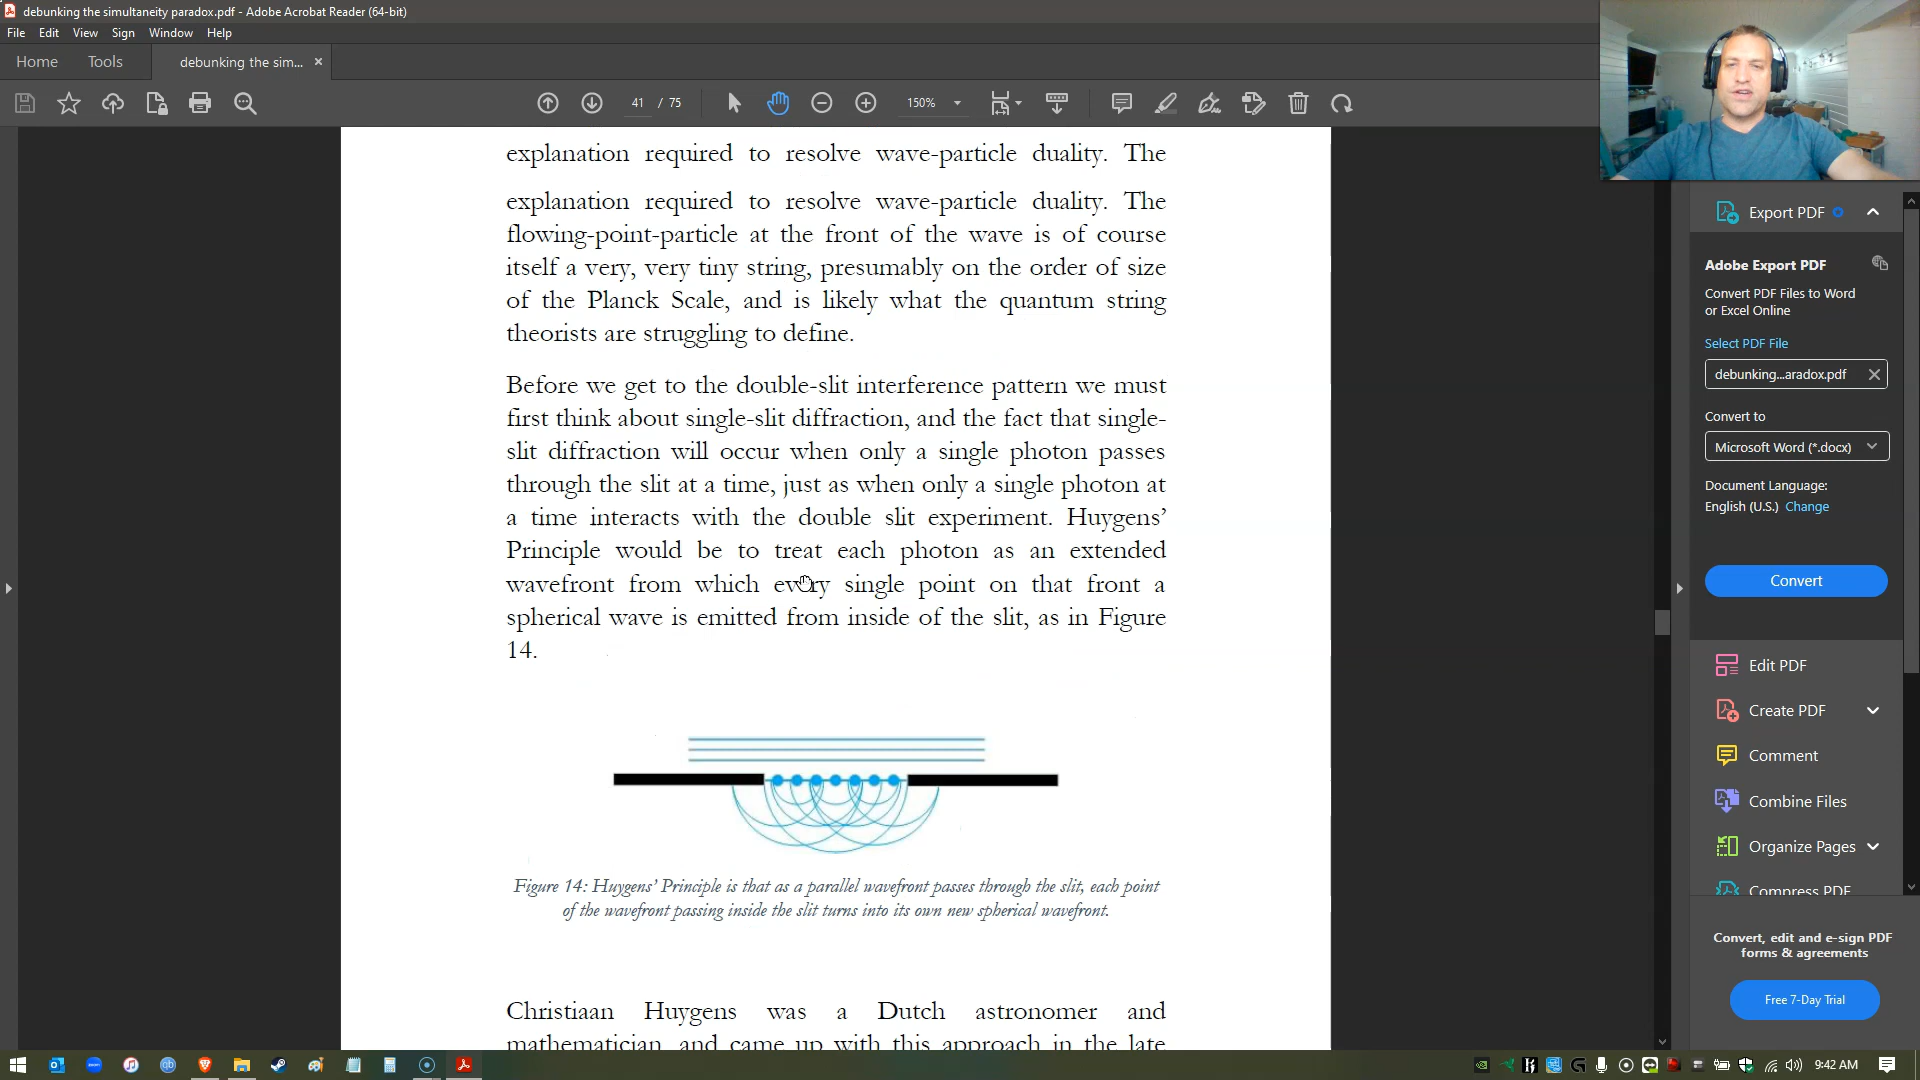 debunking the simultaneity paradox.pdf - Adobe Acrobat Reader (64-bit)
File Edit View Sign Window Help
Home Tools debunking the sim... ×
41 / 75 150%
explanation required to resolve wave-particle duality. The
explanation required to resolve wave-particle duality. The
flowing-point-particle at the front of the wave is of course
itself a very, very tiny string, presumably on the order of size
of the Planck Scale, and is likely what the quantum string
theorists are struggling to define.
Before we get to the double-slit interference pattern we must
first think about single-slit diffraction, and the fact that single-
slit diffraction will occur when only a single photon passes
through the slit at a time, just as when only a single photon at
a time interacts with the double slit experiment. Huygens’
Principle would be to treat each photon as an extended
wavefront from which every single point on that front a
spherical wave is emitted from inside of the slit, as in Figure
14.
Figure 14: Huygens’ Principle is that as a parallel wavefront passes through the slit, each point
of the wavefront passing inside the slit turns into its own new spherical wavefront.
Christiaan Huygens was a Dutch astronomer and
mathematician, and came up with this approach in the late
Export PDF
Adobe Export PDF
Convert PDF Files to Word
or Excel Online
Select PDF File
debunking...aradox.pdf
Convert to
Microsoft Word (*.docx)
Document Language:
English (U.S.) Change
Convert
Edit PDF
Create PDF
Comment
Combine Files
Organize Pages
Compress PDF
Convert, edit and e-sign PDF
forms & agreements
Free 7-Day Trial
9:42 AM